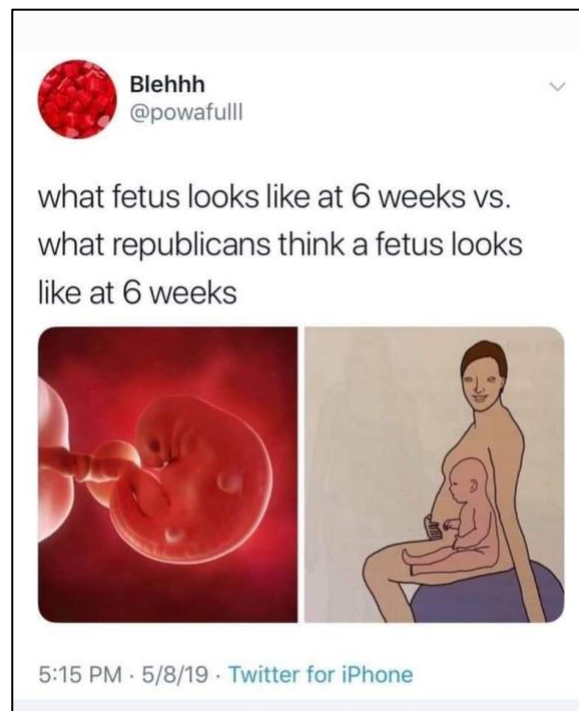 Blehhh
@powafulll
what fetus looks like at 6 weeks vs.
what republicans think a fetus looks
like at 6 weeks
5:15 PM · 5/8/19 · Twitter for iPhone